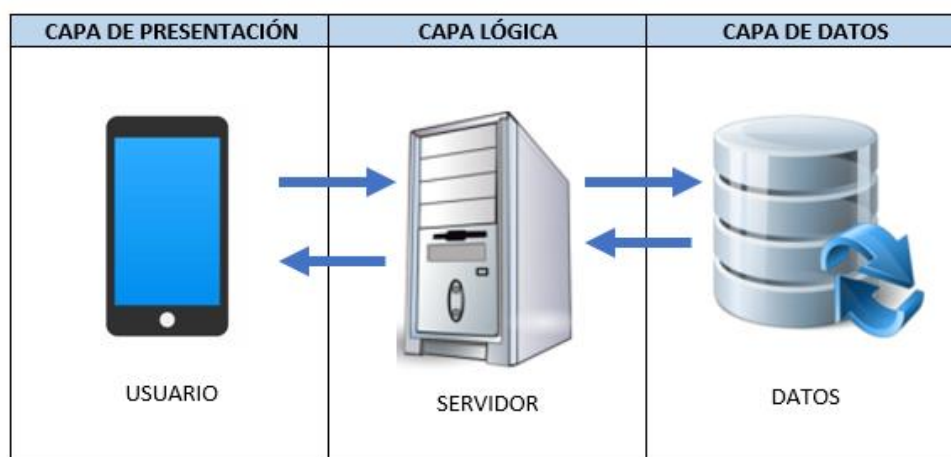 CAPA DE PRESENTACIÓN
CAPA LÓGICA
CAPA DE DATOS
USUARIO
SERVIDOR
DATOS